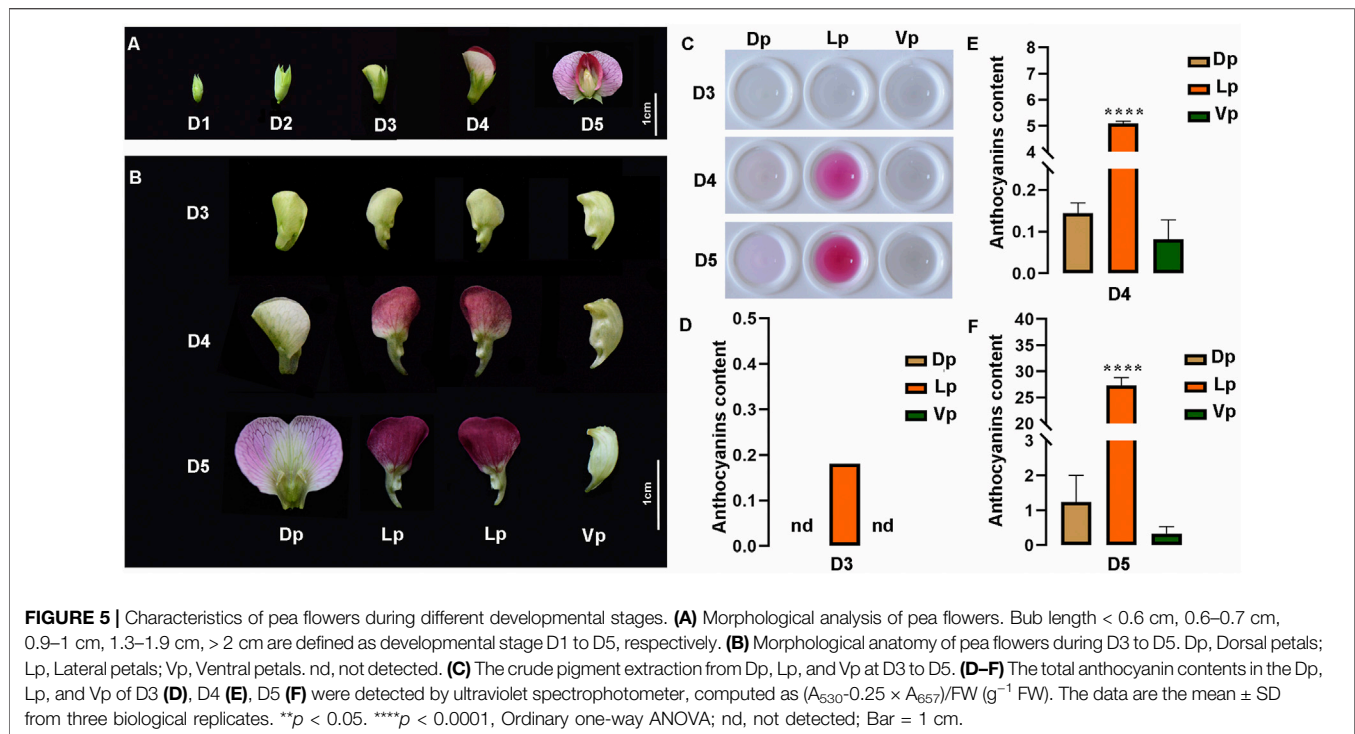 A
D1 D2 D3 D4 D5
1cm
B
D3
D4
D5
Dp Lp Lp Vp
1cm
C
Dp Lp Vp
D3
D4
D5
D
Anthocyanins content
0.5
0.4
0.3
0.2
0.1
0.0
nd nd
D3
Dp
Lp
Vp
E
Anthocyanins content
8
7
6
5
4
0.2
0.1
0.0
****
D4
Dp
Lp
Vp
F
Anthocyanins content
40
35
30
25
20
3
2
1
0
****
D5
Dp
Lp
Vp
FIGURE 5 | Characteristics of pea flowers during different developmental stages. (A) Morphological analysis of pea flowers. Bub length < 0.6 cm, 0.6–0.7 cm,
0.9–1 cm, 1.3–1.9 cm, > 2 cm are defined as developmental stage D1 to D5, respectively. (B) Morphological anatomy of pea flowers during D3 to D5. Dp, Dorsal petals;
Lp, Lateral petals; Vp, Ventral petals. nd, not detected. (C) The crude pigment extraction from Dp, Lp, and Vp at D3 to D5. (D–F) The total anthocyanin contents in the Dp,
Lp, and Vp of D3 (D), D4 (E), D5 (F) were detected by ultraviolet spectrophotometer, computed as (A530-0.25 × A657)/FW (g−1 FW). The data are the mean ± SD
from three biological replicates. **p < 0.05. ****p < 0.0001, Ordinary one-way ANOVA; nd, not detected; Bar = 1 cm.